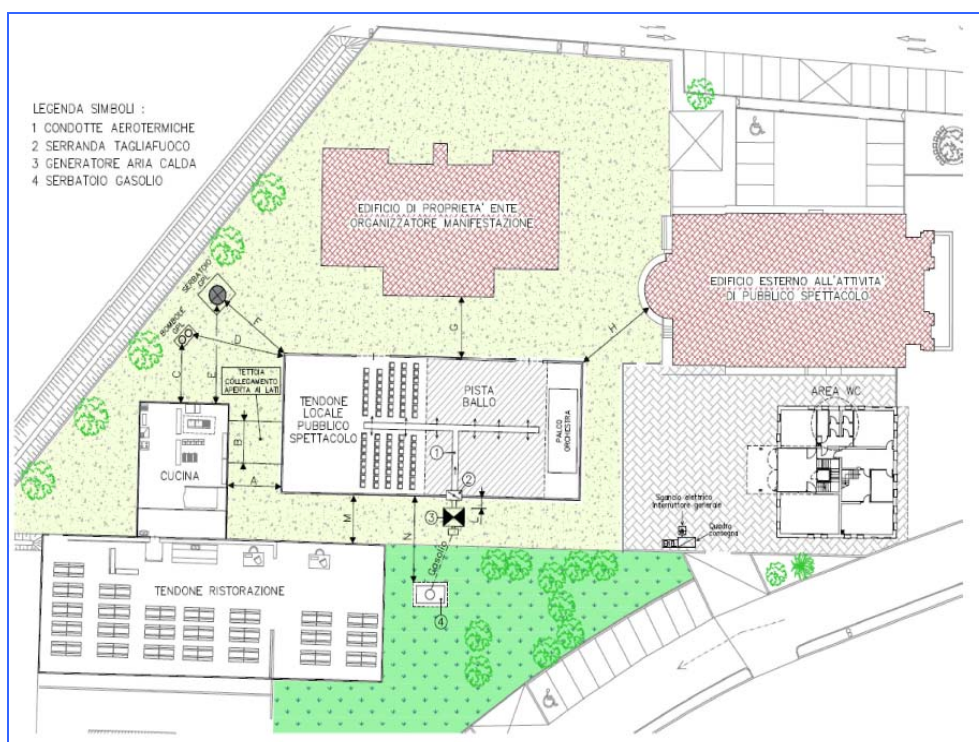 LEGENDA SIMBOLI :
1 CONDOTTE AEROTERMICHE
2 SERRANDA TAGLIAFUOCO
3 GENERATORE ARIA CALDA
4 SERBATOIO GASOLIO
EDIFICIO DI PROPRIETA' ENTE
ORGANIZZATORE MANIFESTAZIONE
EDIFICIO ESTERNO ALL'ATTIVITA'
DI PUBBLICO SPETTACOLO
SERBATOIO
GPL
BOMBOLE
GPL
F
D
G
H
C
E
TETTOIA
COLLEGAMENTO
APERTA AI LATI
TENDONE
LOCALE
PUBBLICO
SPETTACOLO
PISTA
BALLO
PALCO
ORCHESTRA
AREA WC
B
1
CUCINA
A
2
M
N
L
3
Gasolio
Sgancio elettrico
Interruttore generale
Quadro
consegna
TENDONE RISTORAZIONE
4